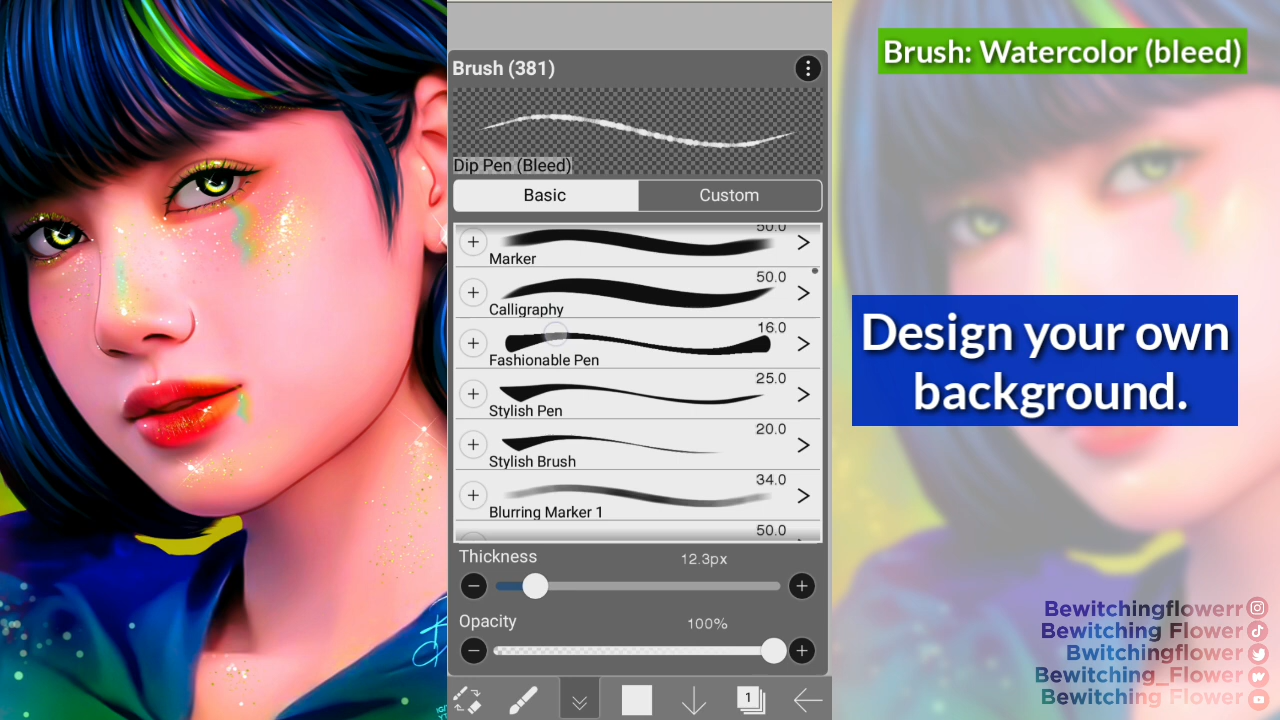 Brush (381)
Dip Pen (Bleed)
Basic
Custom
50.0
Marker
50.0
Calligraphy
16.0
Fashionable Pen
25.0
Stylish Pen
20.0
Stylish Brush
34.0
Blurring Marker 1
50.0
Thickness
12.3px
Opacity
100%
1
Brush: Watercolor (bleed)
Design your own
background.
Bewitchingflowerr
Bewitching Flower
Bwitchingflower
Bewitching_Flower
Bewitching Flower